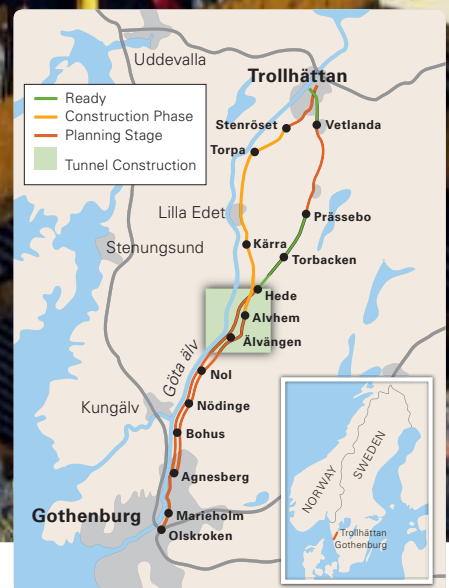 Uddevalla
Trollhättan
Ready
Construction Phase
Planning Stage
Tunnel Construction
Stenröset
Vetlanda
Torpa
Lilla Edet
Prässebo
Stenungsund
Kärra
Torbacken
Hede
Alvhem
Älvängen
Göta älv
Nol
Kungälv
Nödinge
Bohus
Agnesberg
Gothenburg
Marieholm
Olskroken
NORWAY
SWEDEN
Trollhättan
Gothenburg